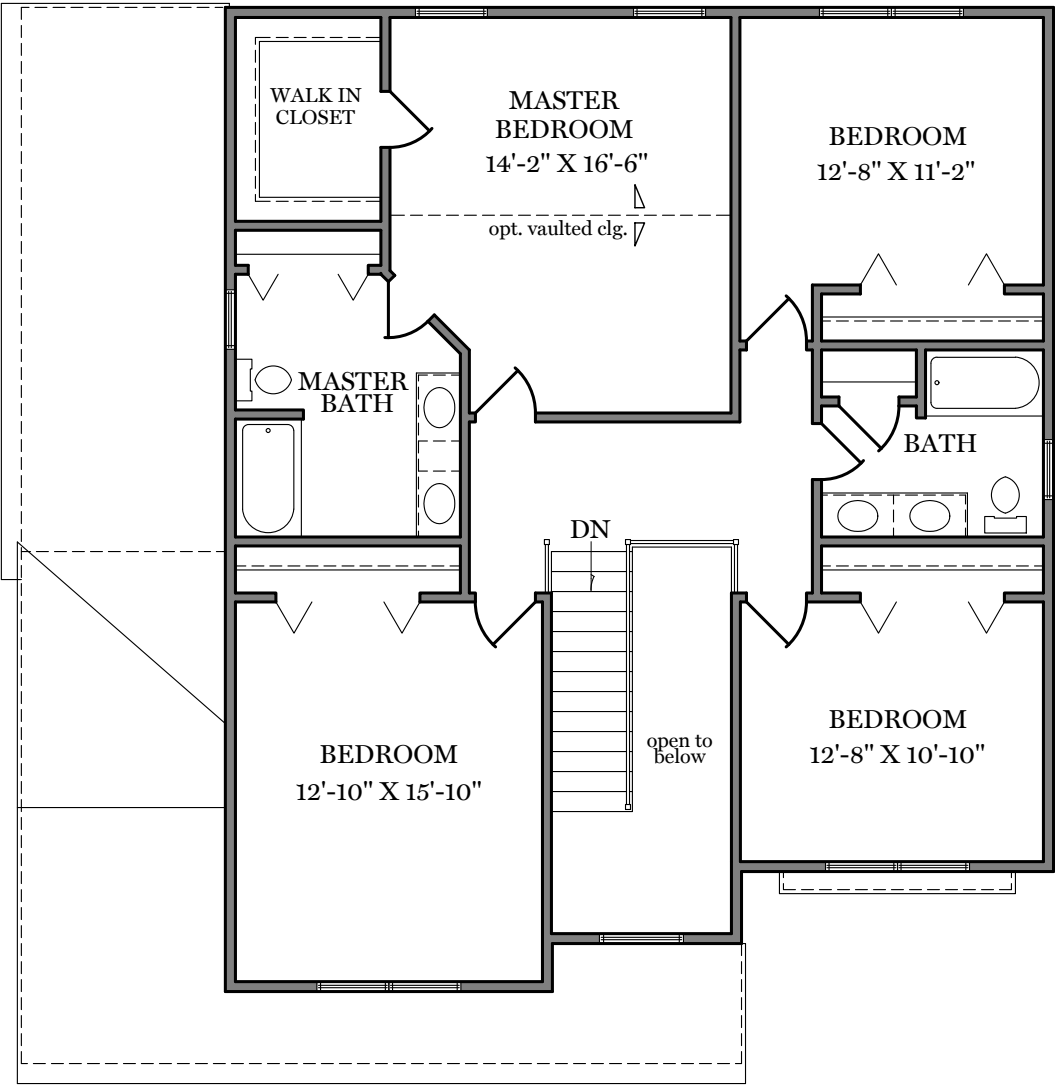 WALK IN
CLOSET
MASTER
BEDROOM
14'-2" X 16'-6"
opt. vaulted clg.
BEDROOM
12'-8" X 11'-2"
MASTER
BATH
BATH
DN
BEDROOM
12'-10" X 15'-10"
open to
below
BEDROOM
12'-8" X 10'-10"